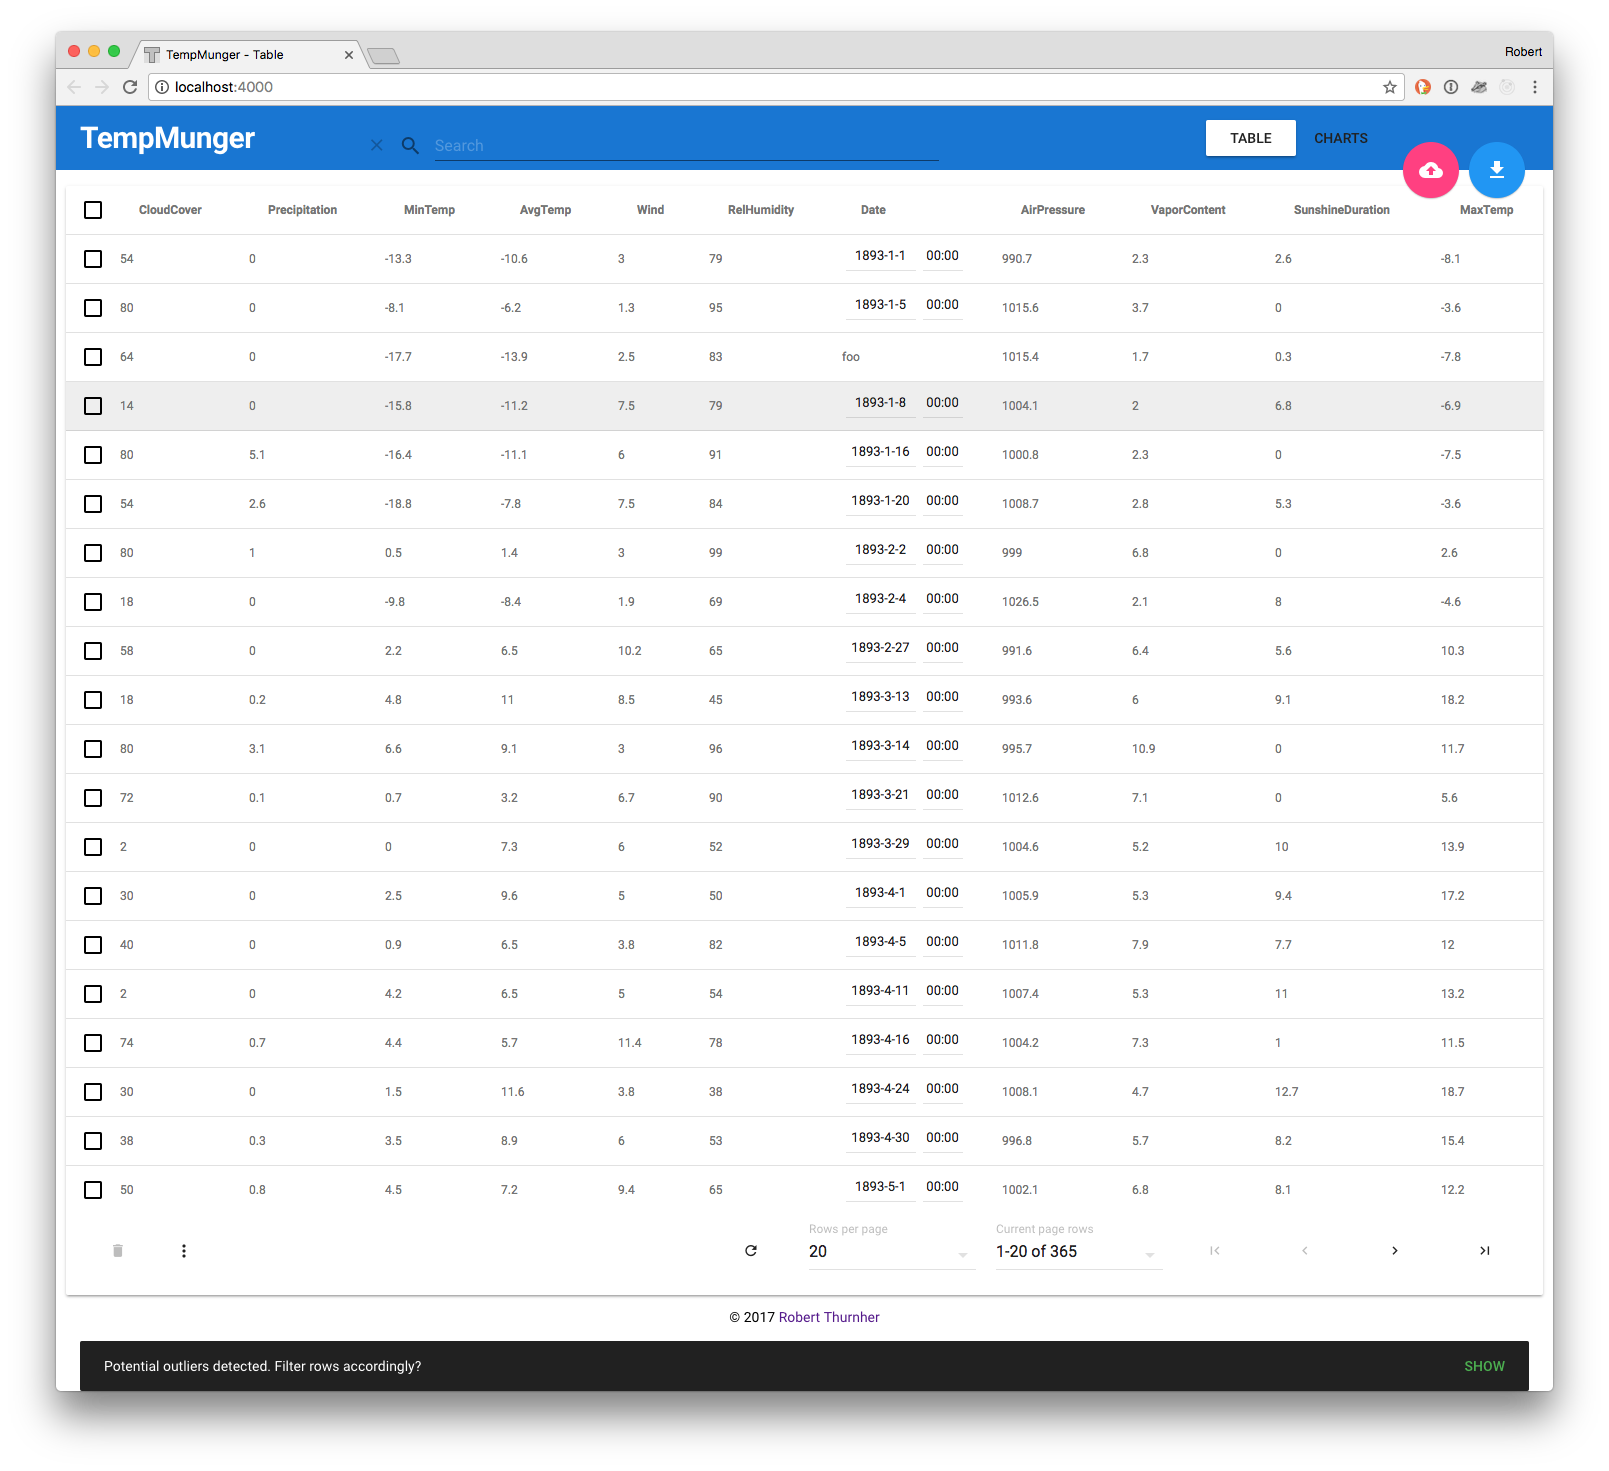 TempMunger - Table
Robert
localhost:4000
TempMunger
Search
TABLE
CHARTS
CloudCover Precipitation MinTemp AvgTemp Wind RelHumidity Date AirPressure VaporContent SunshineDuration MaxTemp
54 0 -13.3 -10.6 3 79 1893-1-1 00:00 990.7 2.3 2.6 -8.1
80 0 -8.1 -6.2 1.3 95 1893-1-5 00:00 1015.6 3.7 0 -3.6
64 0 -17.7 -13.9 2.5 83 foo 1015.4 1.7 0.3 -7.8
14 0 -15.8 -11.2 7.5 79 1893-1-8 00:00 1004.1 2 6.8 -6.9
80 5.1 -16.4 -11.1 6 91 1893-1-16 00:00 1000.8 2.3 0 -7.5
54 2.6 -18.8 -7.8 7.5 84 1893-1-20 00:00 1008.7 2.8 5.3 -3.6
80 1 0.5 1.4 3 99 1893-2-2 00:00 999 6.8 0 2.6
18 0 -9.8 -8.4 1.9 69 1893-2-4 00:00 1026.5 2.1 8 -4.6
58 0 2.2 6.5 10.2 65 1893-2-27 00:00 991.6 6.4 5.6 10.3
18 0.2 4.8 11 8.5 45 1893-3-13 00:00 993.6 6 9.1 18.2
80 3.1 6.6 9.1 3 96 1893-3-14 00:00 995.7 10.9 0 11.7
72 0.1 0.7 3.2 6.7 90 1893-3-21 00:00 1012.6 7.1 0 5.6
2 0 0 7.3 6 52 1893-3-29 00:00 1004.6 5.2 10 13.9
30 0 2.5 9.6 5 50 1893-4-1 00:00 1005.9 5.3 9.4 17.2
40 0 0.9 6.5 3.8 82 1893-4-5 00:00 1011.8 7.9 7.7 12
2 0 4.2 6.5 5 54 1893-4-11 00:00 1007.4 5.3 11 13.2
74 0.7 4.4 5.7 11.4 78 1893-4-16 00:00 1004.2 7.3 1 11.5
30 0 1.5 11.6 3.8 38 1893-4-24 00:00 1008.1 4.7 12.7 18.7
38 0.3 3.5 8.9 6 53 1893-4-30 00:00 996.8 5.7 8.2 15.4
50 0.8 4.5 7.2 9.4 65 1893-5-1 00:00 1002.1 6.8 8.1 12.2
Rows per page
20
Current page rows
1-20 of 365
© 2017 Robert Thurnher
Potential outliers detected. Filter rows accordingly?
SHOW